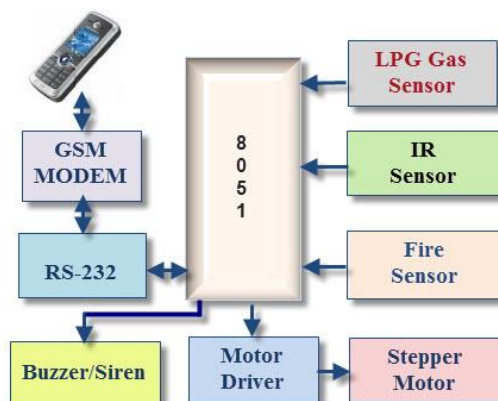 LPG Gas
Sensor
GSM
MODEM
8
0
5
1
IR
Sensor
RS-232
Fire
Sensor
Buzzer/Siren
Motor
Driver
Stepper
Motor